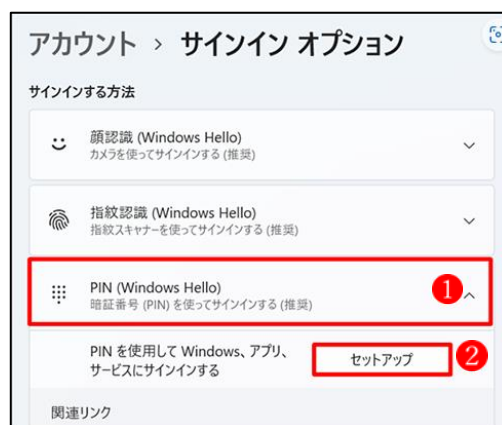 アカウント › サインイン オプション
サインインする方法
顔認識 (Windows Hello)
カメラを使ってサインインする (推奨)
指紋認識 (Windows Hello)
指紋スキャナーを使ってサインインする (推奨)
PIN (Windows Hello)
暗証番号 (PIN) を使ってサインインする (推奨)
1
PIN を使用して Windows、アプリ、
サービスにサインインする
セットアップ
2
関連リンク